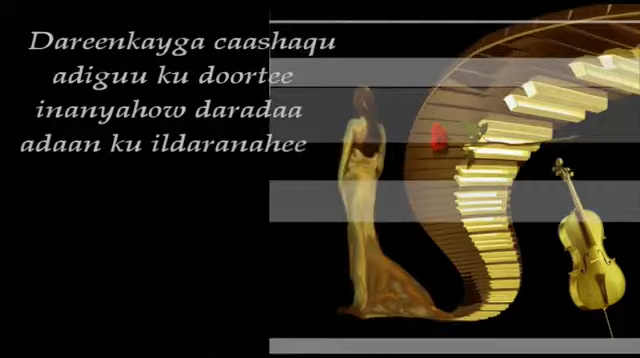 Dareenkayga caashaqu
adiguu ku doortee
inanyahow daradaa
adaan ku ildaranahee